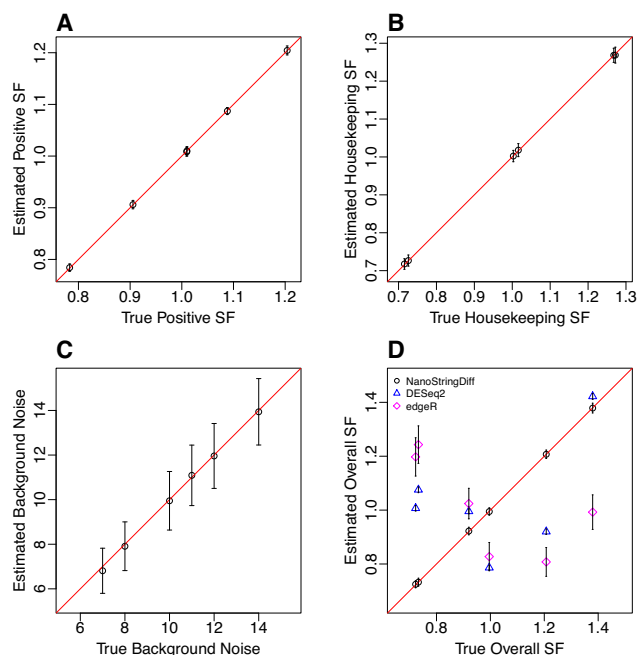 A
Estimated Positive SF
0.8 0.9 1.0 1.1 1.2
0.8 0.9 1.0 1.1 1.2
True Positive SF
B
Estimated Housekeeping SF
0.7 0.8 0.9 1.0 1.1 1.2 1.3
0.7 0.8 0.9 1.0 1.1 1.2 1.3
True Housekeeping SF
C
Estimated Background Noise
6 8 10 12 14
6 8 10 12 14
True Background Noise
D
NanoStringDiff
DESeq2
edgeR
Estimated Overall SF
0.8 1.0 1.2 1.4
0.8 1.0 1.2 1.4
True Overall SF